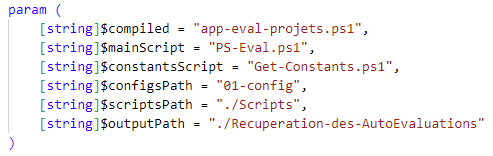 param (
    [string]$compiled = "app-eval-projets.ps1",
    [string]$mainScript = "PS-Eval.ps1",
    [string]$constantsScript = "Get-Constants.ps1",
    [string]$configsPath = "01-config",
    [string]$scriptsPath = "./Scripts",
    [string]$outputPath = "./Recuperation-des-AutoEvaluations"
)